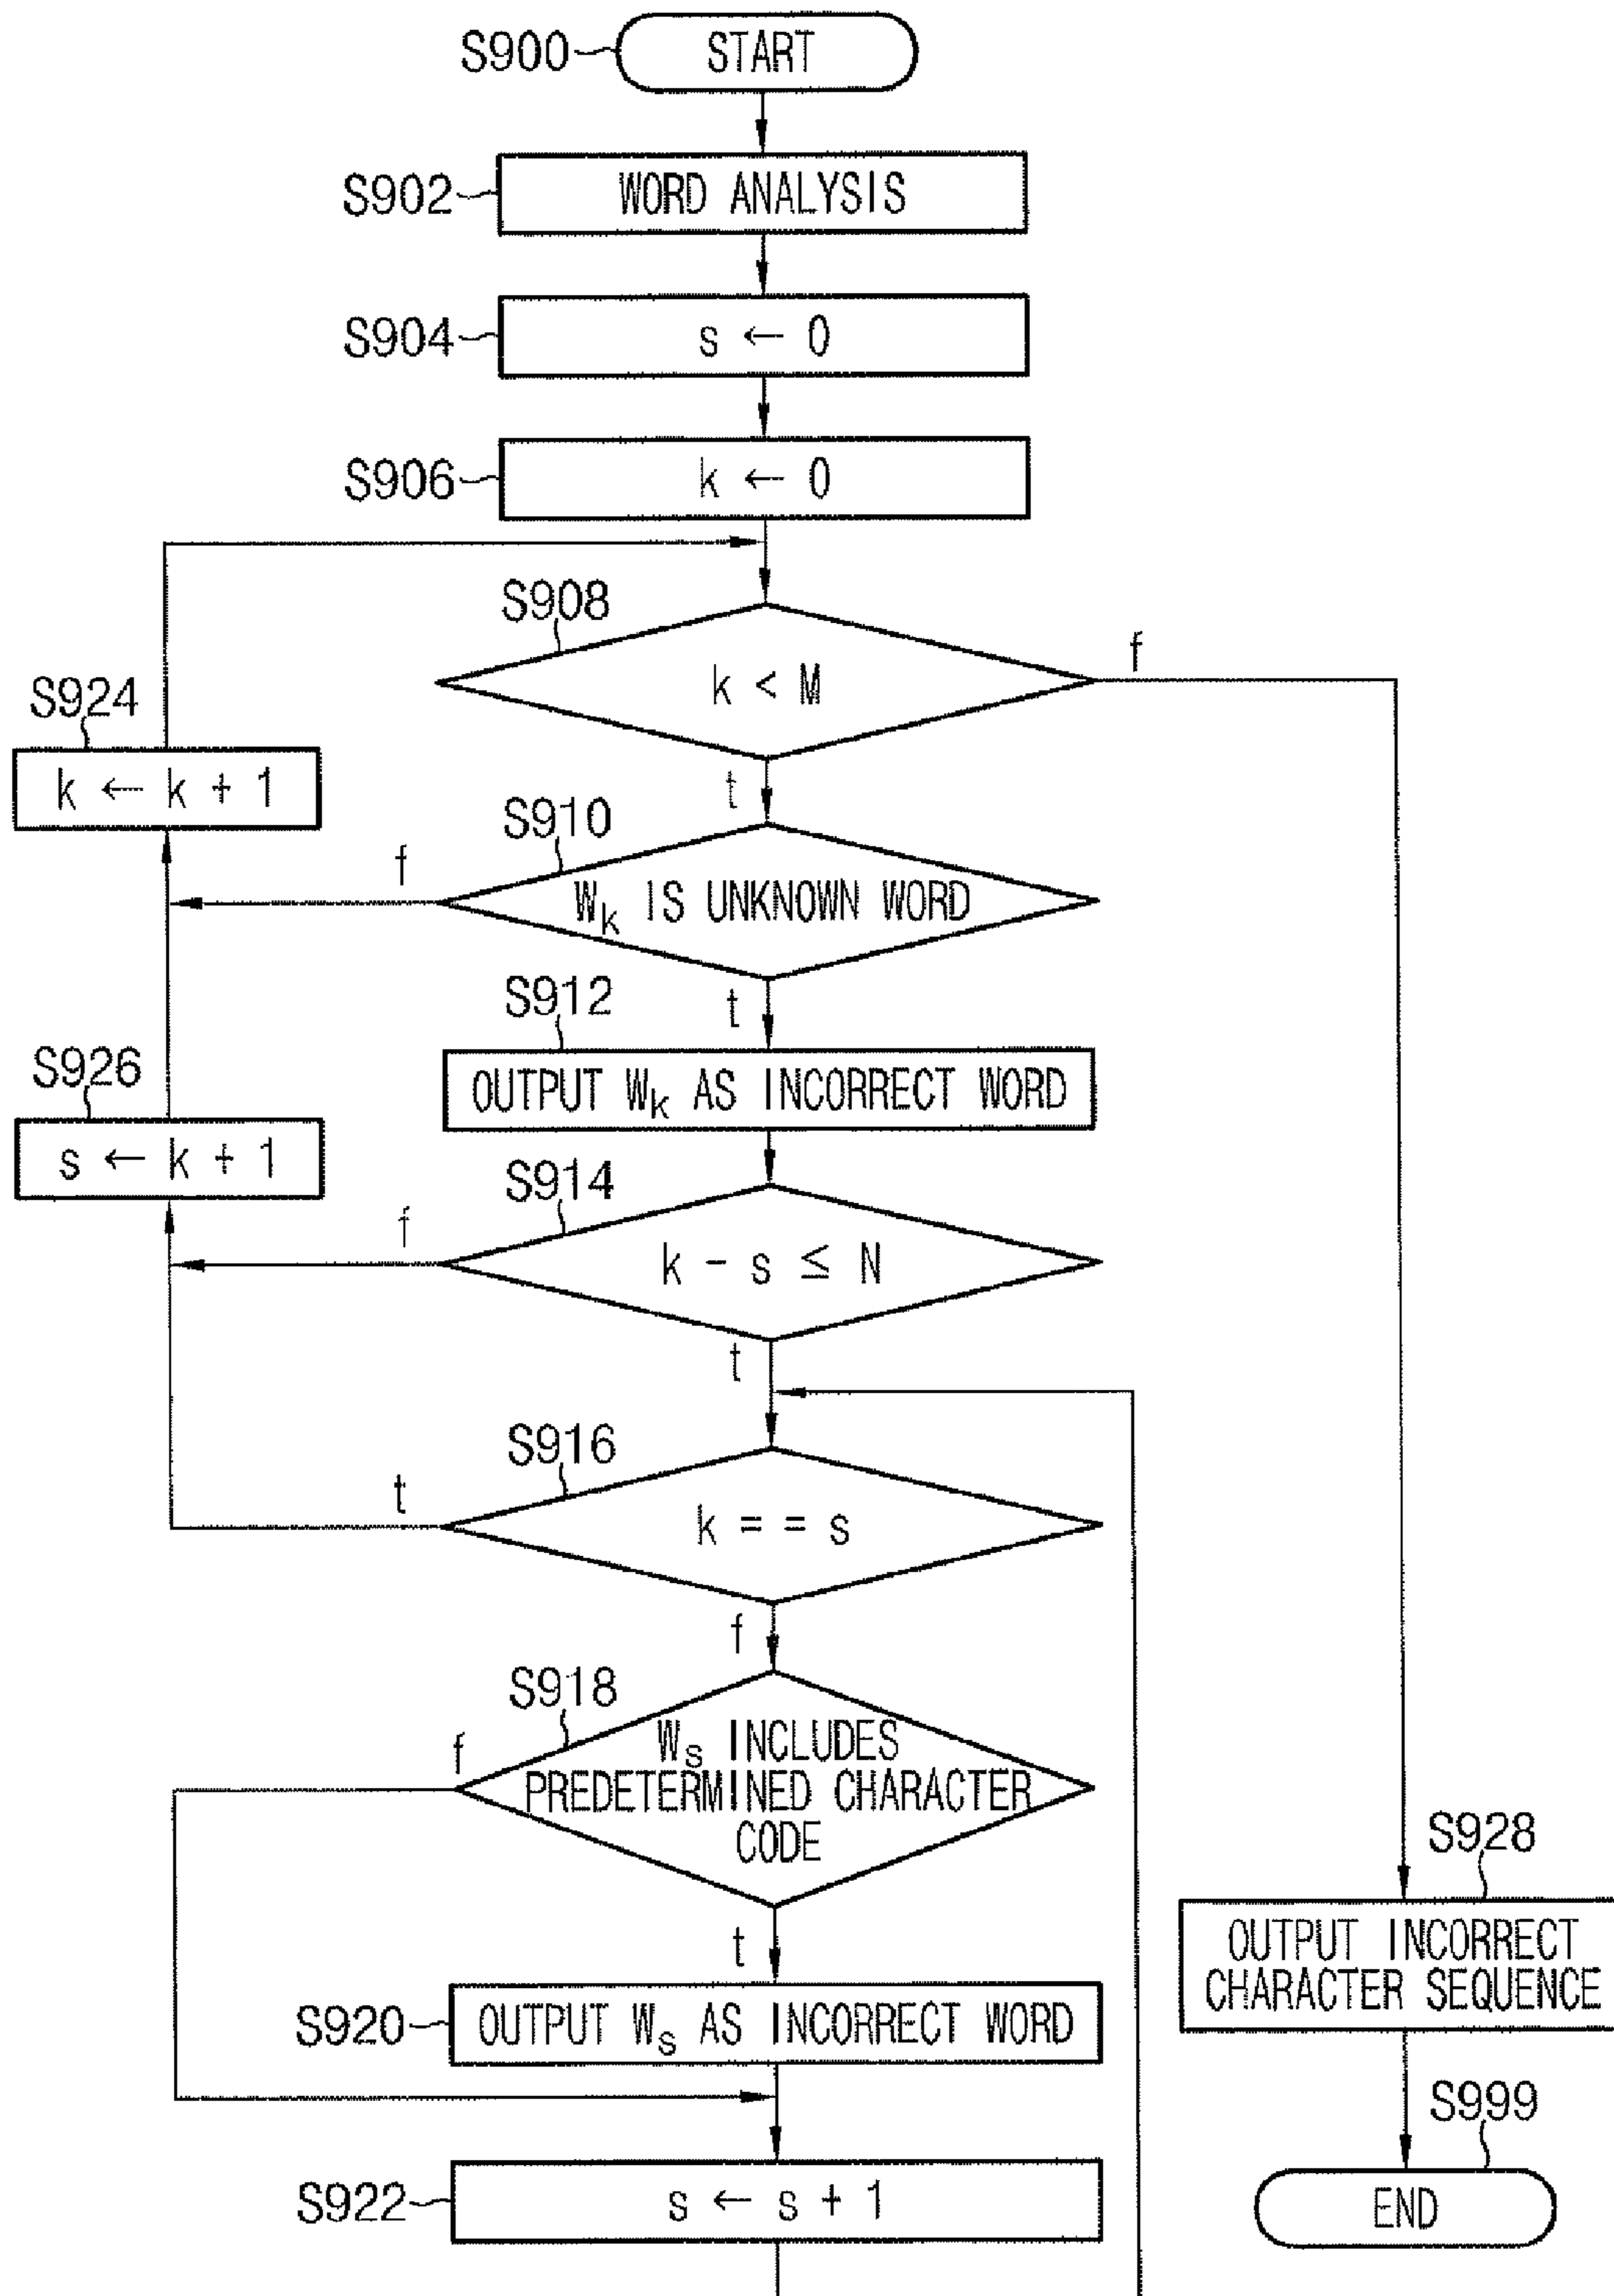 S900
START
S902
WORD ANALYSIS
S904
s ← 0
S906
k ← 0
S908
k < M
f
t
S924
k ← k + 1
S910
Wk IS UNKNOWN WORD
f
t
S912
OUTPUT Wk AS INCORRECT WORD
S926
s ← k + 1
S914
k - s ≤ N
f
t
S916
k = = s
t
f
S918
Ws INCLUDES
PREDETERMINED CHARACTER
CODE
f
t
S920
OUTPUT Ws AS INCORRECT WORD
S922
s ← s + 1
S928
OUTPUT INCORRECT
CHARACTER SEQUENCE
S999
END